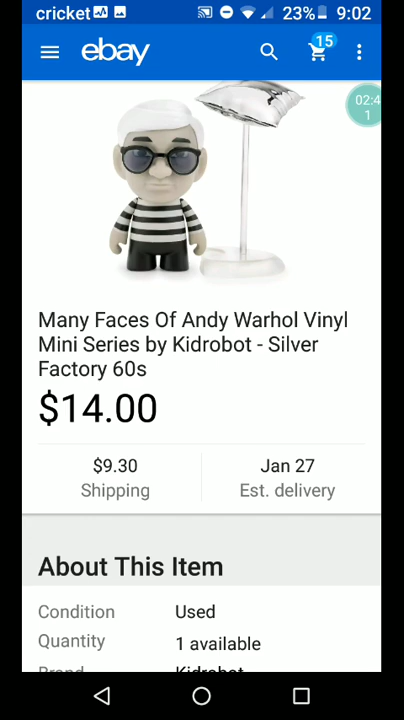 cricket 23% 9:02
ebay 15
02:4
1
Many Faces Of Andy Warhol Vinyl
Mini Series by Kidrobot - Silver
Factory 60s
$14.00
$9.30 Jan 27
Shipping Est. delivery
About This Item
Condition Used
Quantity 1 available
Brand Kidrobot